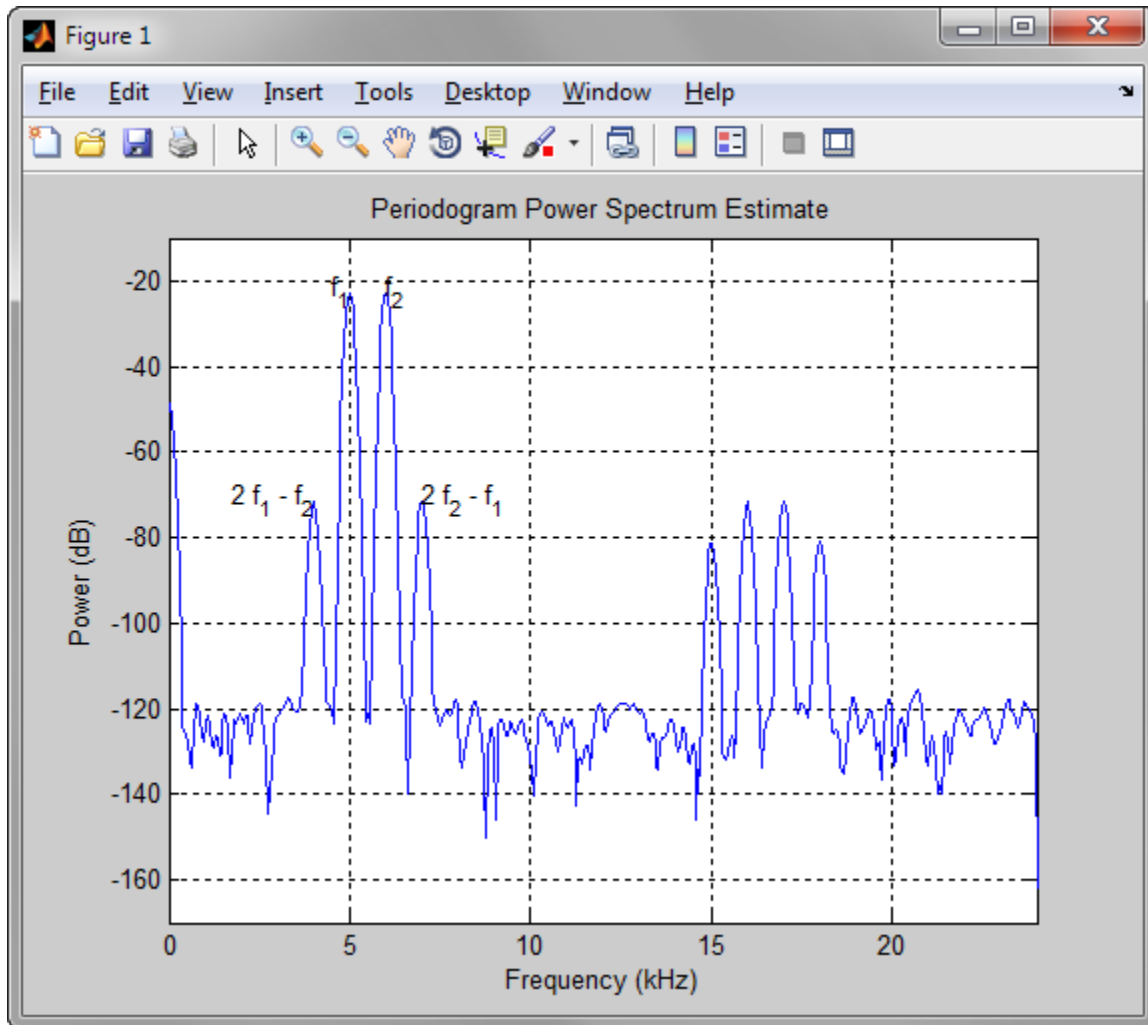 Figure 1
File Edit View Insert Tools Desktop Window Help
Periodogram Power Spectrum Estimate
-20
-40
-60
-80
-100
-120
-140
-160
Power (dB)
f₁
f₂
2 f₁ - f₂
2 f₂ - f₁
0 5 10 15 20
Frequency (kHz)